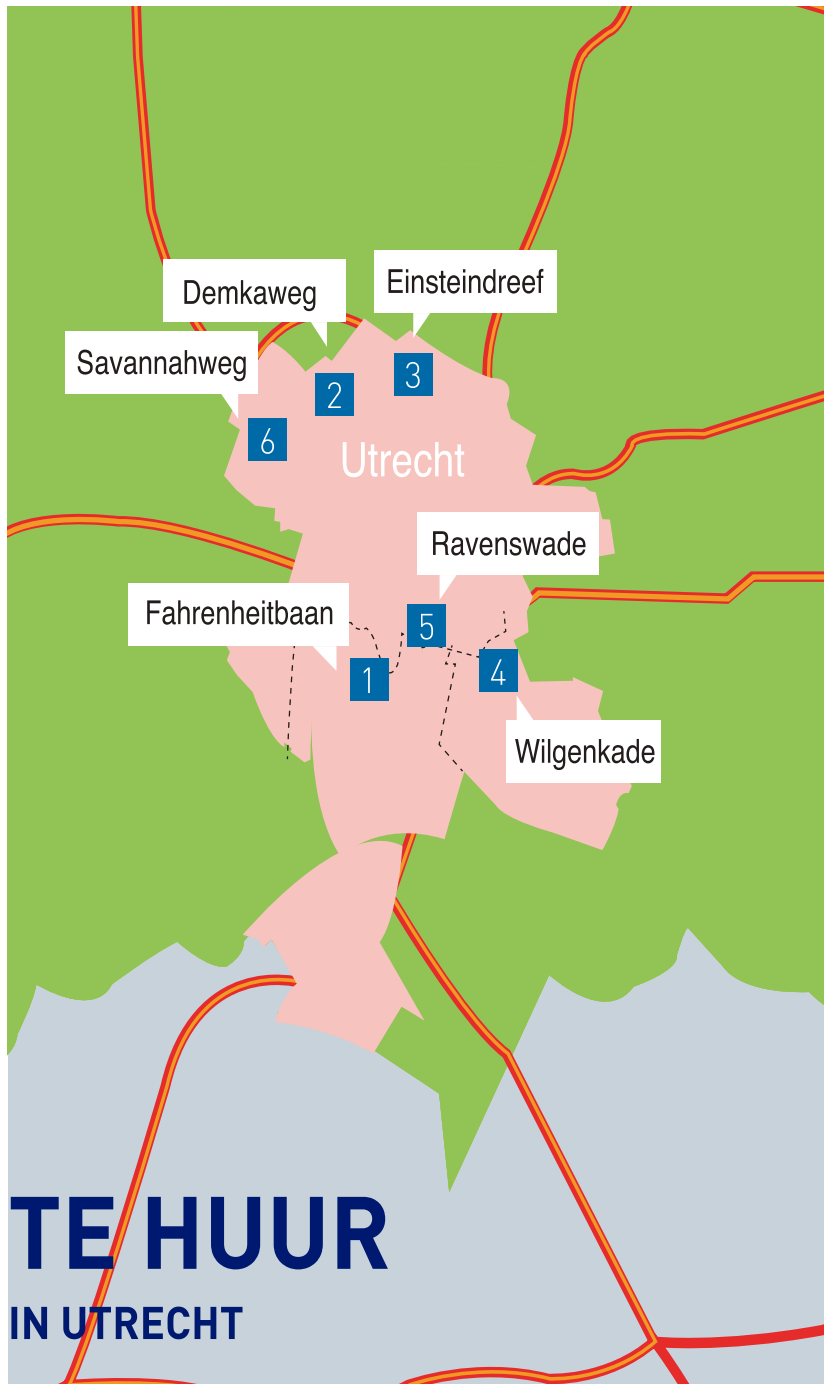 Einsteindreef
Demkaweg
Savannahweg
3
2
6
Utrecht
Ravenswade
Fahrenheitbaan
5
1
4
Wilgenkade
TE HUUR
IN UTRECHT